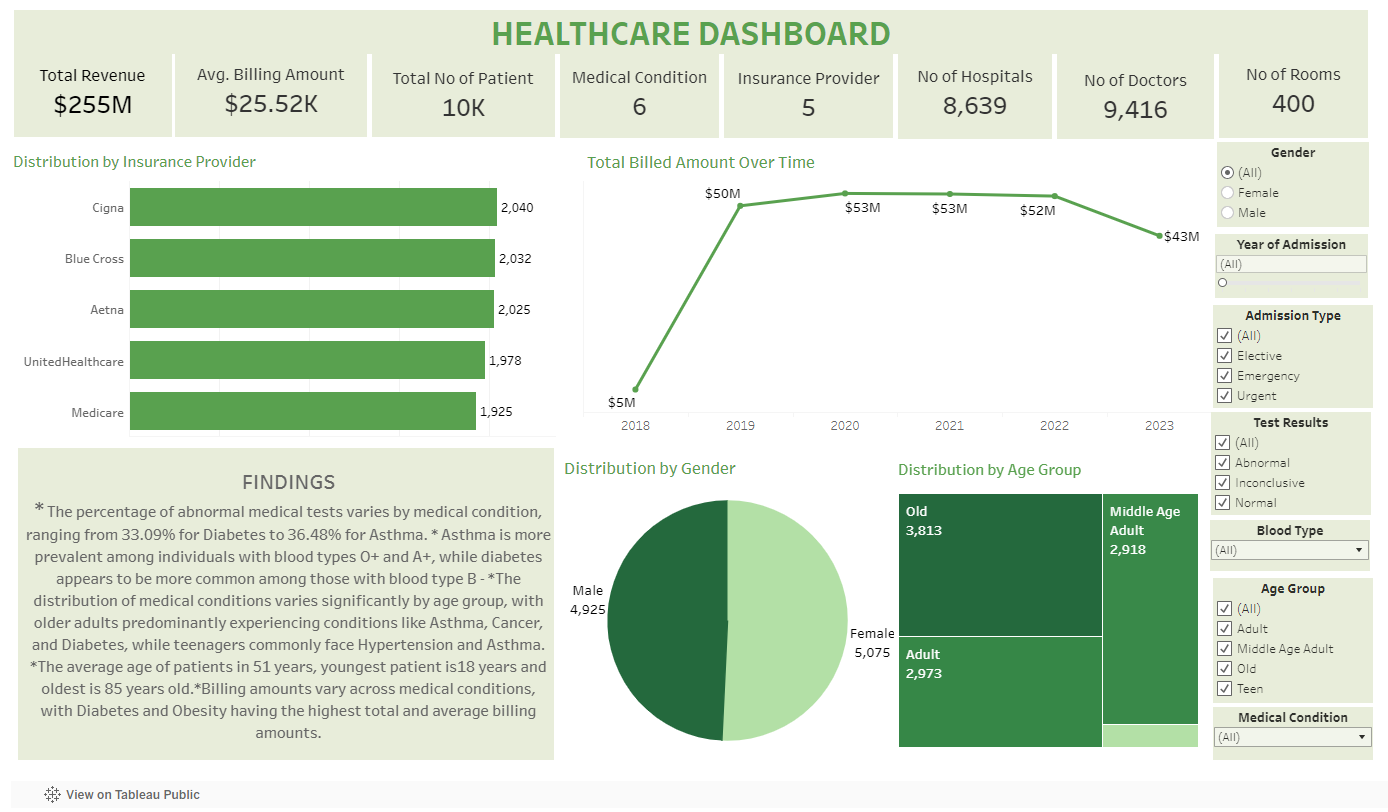 HEALTHCARE DASHBOARD
Total Revenue
$255M
Avg. Billing Amount
$25.52K
Total No of Patient
10K
Medical Condition
6
Insurance Provider
5
No of Hospitals
8,639
No of Doctors
9,416
No of Rooms
400
Distribution by Insurance Provider
Cigna
2,040
Blue Cross
2,032
Aetna
2,025
UnitedHealthcare
1,978
Medicare
1,925
Total Billed Amount Over Time
$5M
$50M
$53M
$53M
$52M
$43M
2018
2019
2020
2021
2022
2023
FINDINGS
* The percentage of abnormal medical tests varies by medical condition,
ranging from 33.09% for Diabetes to 36.48% for Asthma. * Asthma is more
prevalent among individuals with blood types O+ and A+, while diabetes
appears to be more common among those with blood type B - *The
distribution of medical conditions varies significantly by age group, with
older adults predominantly experiencing conditions like Asthma, Cancer,
and Diabetes, while teenagers commonly face Hypertension and Asthma.
*The average age of patients in 51 years, youngest patient is18 years and
oldest is 85 years old.*Billing amounts vary across medical conditions,
with Diabetes and Obesity having the highest total and average billing
amounts.
Distribution by Gender
Male
4,925
Female
5,075
Distribution by Age Group
Old
3,813
Adult
2,973
Middle Age
Adult
2,918
Gender
(All)
Female
Male
Year of Admission
(All)
Admission Type
(All)
Elective
Emergency
Urgent
Test Results
(All)
Abnormal
Inconclusive
Normal
Blood Type
(All)
Age Group
(All)
Adult
Middle Age Adult
Old
Teen
Medical Condition
(All)
View on Tableau Public